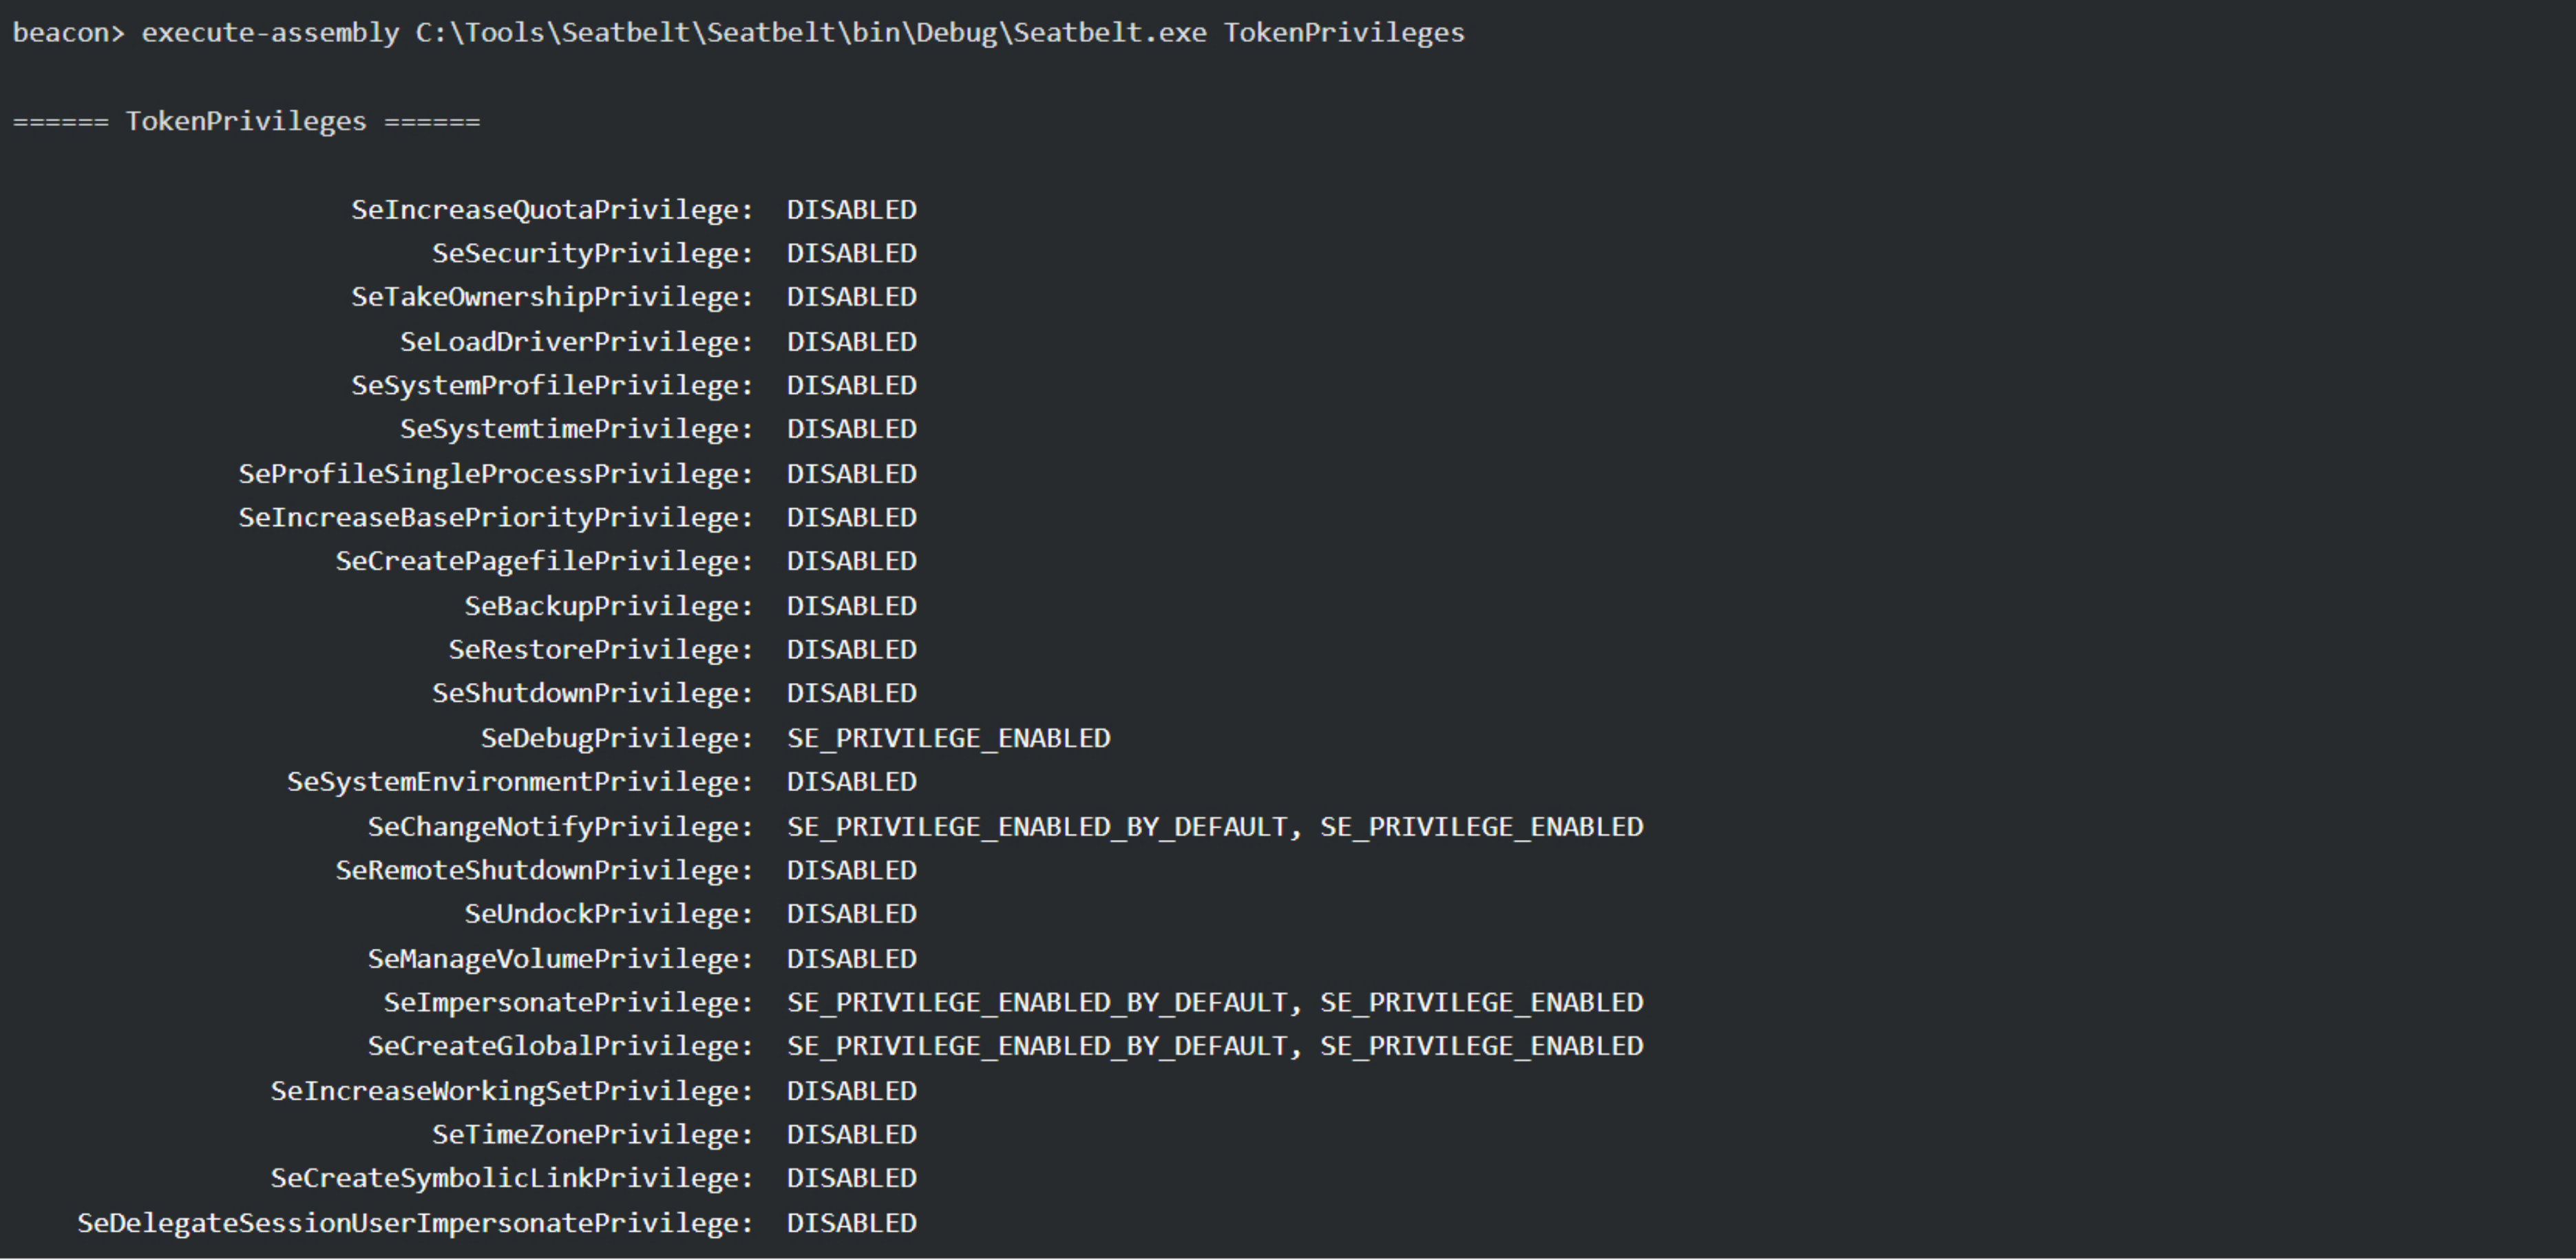 beacon> execute-assembly C:\Tools\Seatbelt\Seatbelt\bin\Debug\Seatbelt.exe TokenPrivileges
====== TokenPrivileges ======
SeIncreaseQuotaPrivilege:  DISABLED
SeSecurityPrivilege:  DISABLED
SeTakeOwnershipPrivilege:  DISABLED
SeLoadDriverPrivilege:  DISABLED
SeSystemProfilePrivilege:  DISABLED
SeSystemtimePrivilege:  DISABLED
SeProfileSingleProcessPrivilege:  DISABLED
SeIncreaseBasePriorityPrivilege:  DISABLED
SeCreatePagefilePrivilege:  DISABLED
SeBackupPrivilege:  DISABLED
SeRestorePrivilege:  DISABLED
SeShutdownPrivilege:  DISABLED
SeDebugPrivilege:  SE_PRIVILEGE_ENABLED
SeSystemEnvironmentPrivilege:  DISABLED
SeChangeNotifyPrivilege:  SE_PRIVILEGE_ENABLED_BY_DEFAULT, SE_PRIVILEGE_ENABLED
SeRemoteShutdownPrivilege:  DISABLED
SeUndockPrivilege:  DISABLED
SeManageVolumePrivilege:  DISABLED
SeImpersonatePrivilege:  SE_PRIVILEGE_ENABLED_BY_DEFAULT, SE_PRIVILEGE_ENABLED
SeCreateGlobalPrivilege:  SE_PRIVILEGE_ENABLED_BY_DEFAULT, SE_PRIVILEGE_ENABLED
SeIncreaseWorkingSetPrivilege:  DISABLED
SeTimeZonePrivilege:  DISABLED
SeCreateSymbolicLinkPrivilege:  DISABLED
SeDelegateSessionUserImpersonatePrivilege:  DISABLED